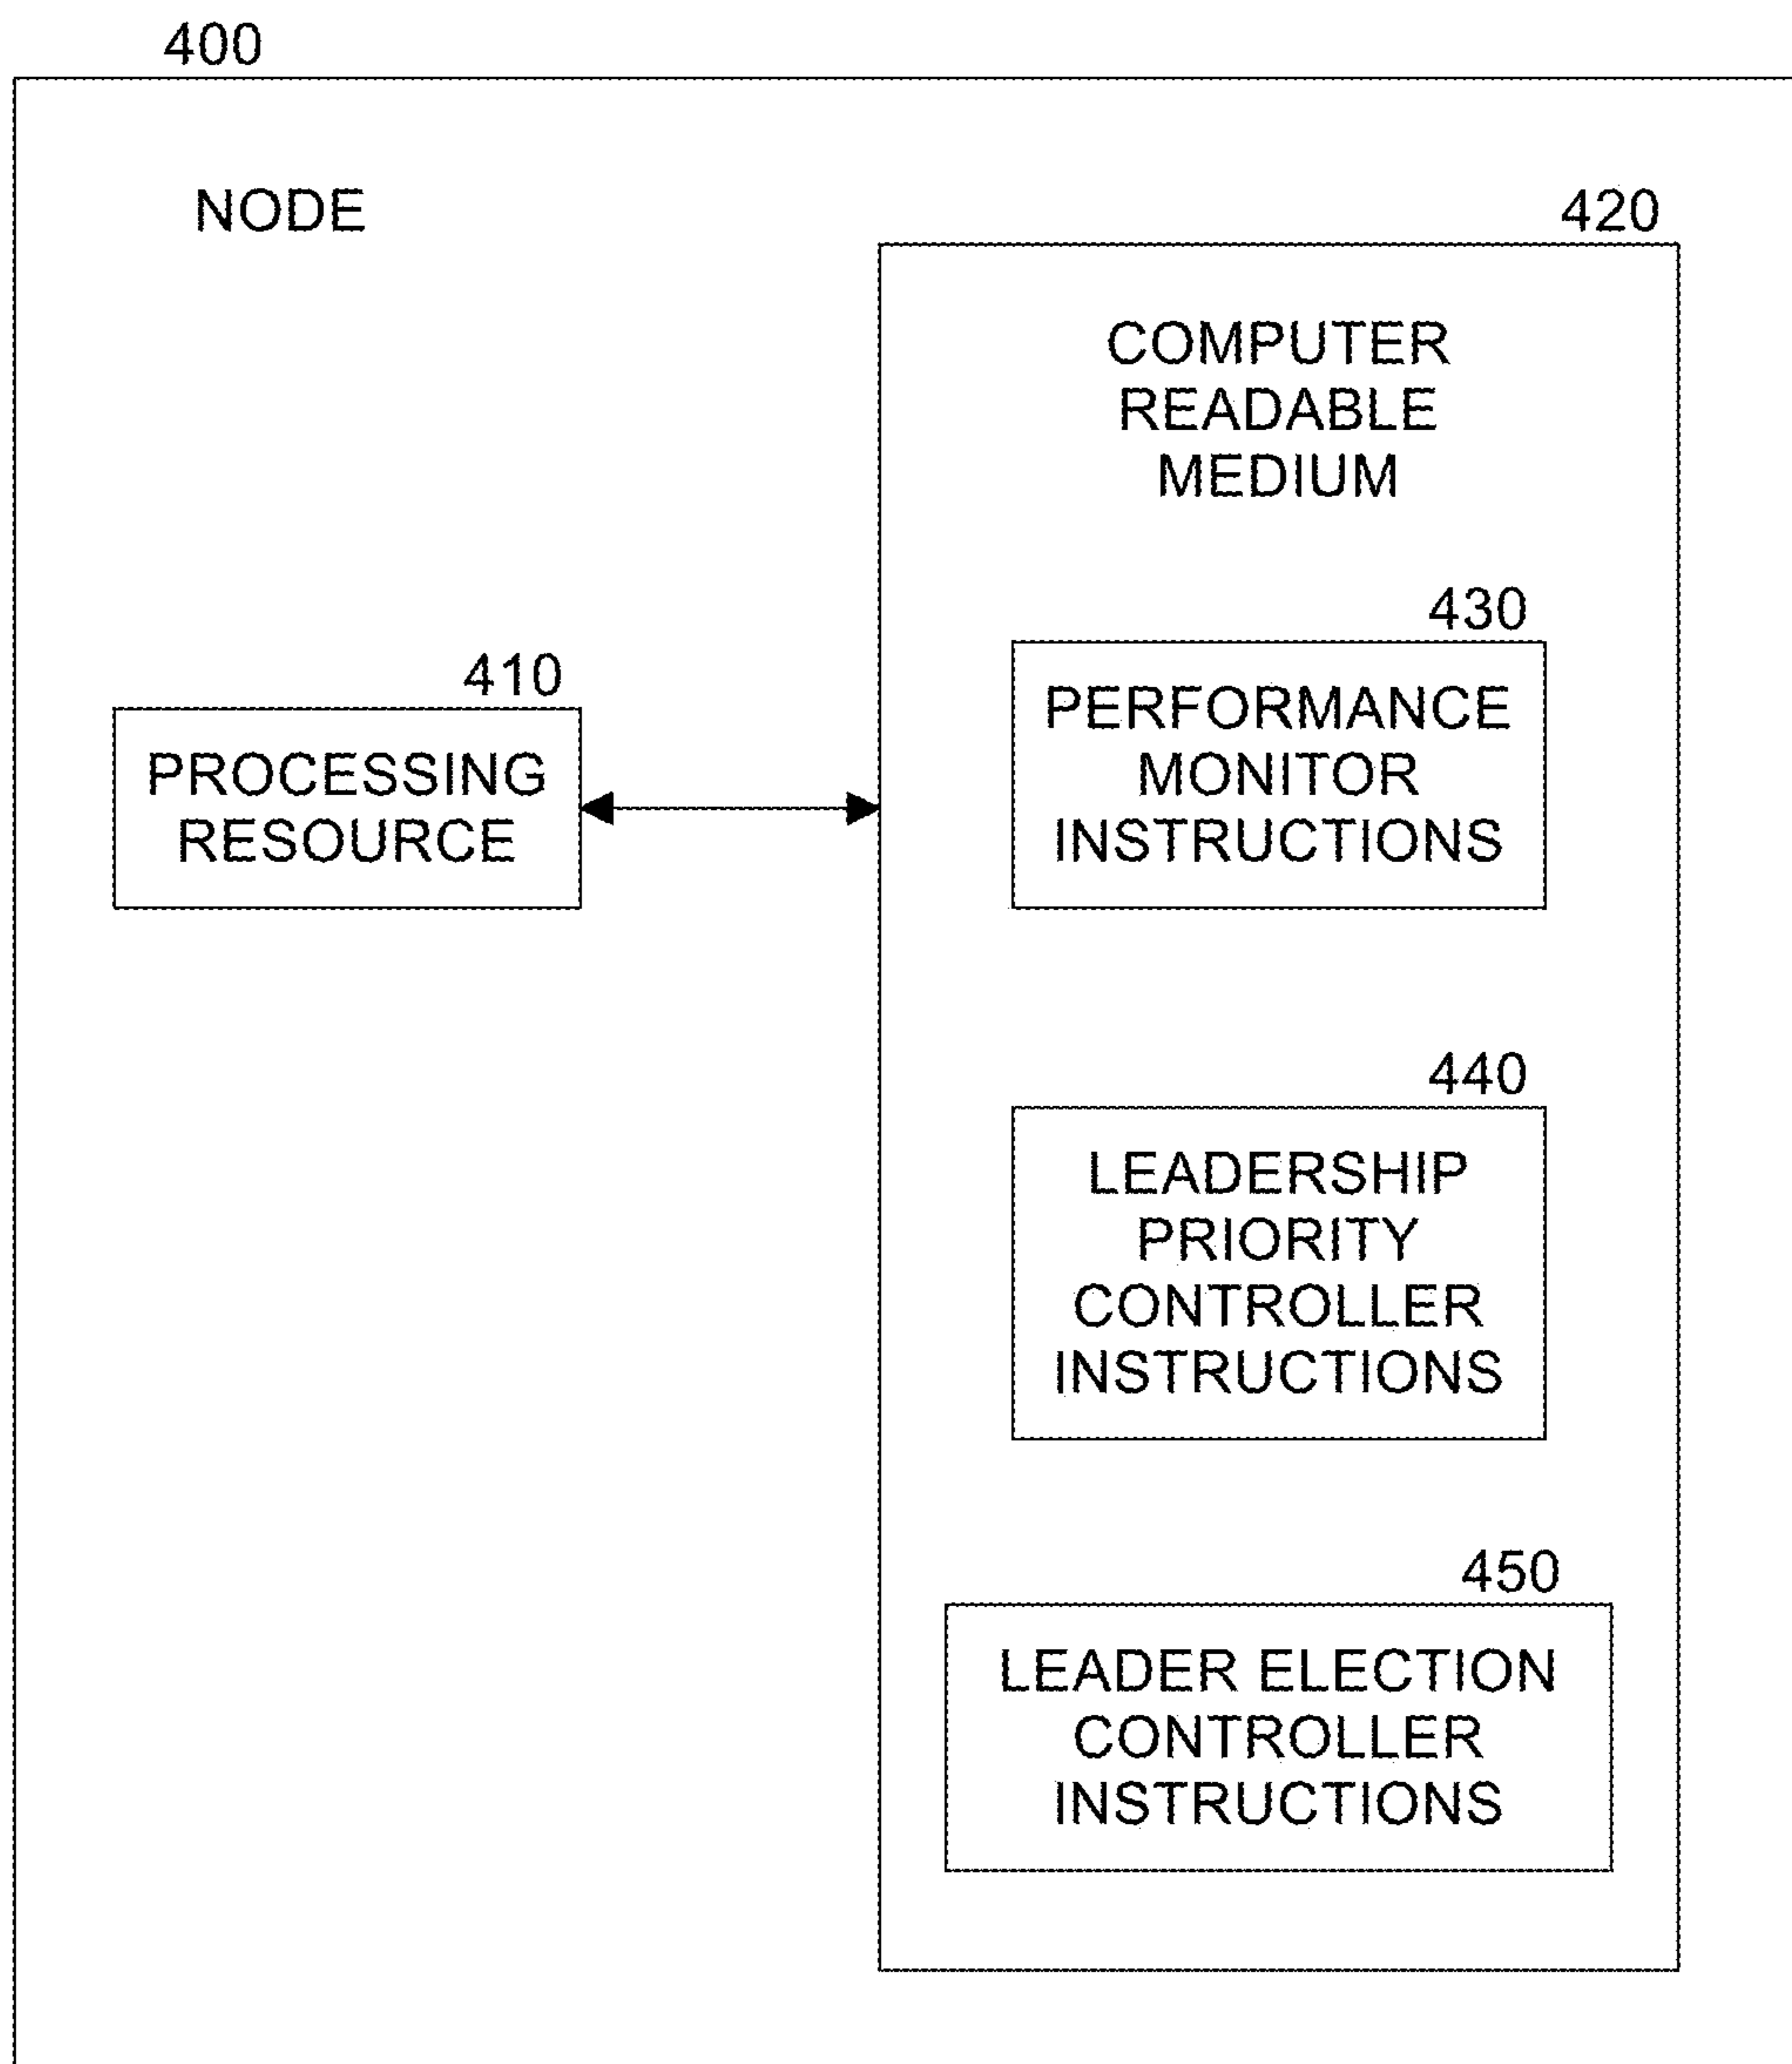 400
NODE
420
COMPUTER
READABLE
MEDIUM
430
PERFORMANCE
MONITOR
INSTRUCTIONS
410
PROCESSING
RESOURCE
440
LEADERSHIP
PRIORITY
CONTROLLER
INSTRUCTIONS
450
LEADER ELECTION
CONTROLLER
INSTRUCTIONS